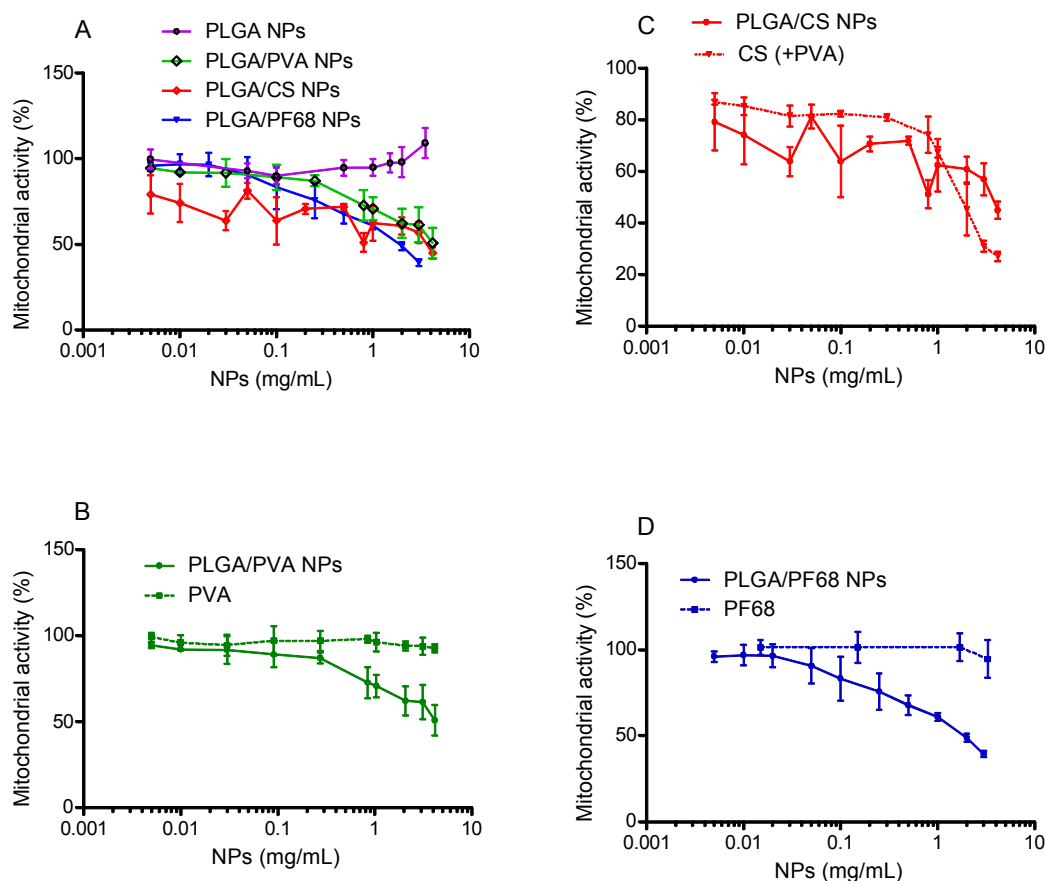 A
PLGA NPs
PLGA/PVA NPs
PLGA/CS NPs
PLGA/PF68 NPs
150
100
50
0
0.001
0.01
0.1
1
10
Mitochondrial activity (%)
NPs (mg/mL)
C
PLGA/CS NPs
CS (+PVA)
100
80
60
40
20
0
0.001
0.01
0.1
1
10
Mitochondrial activity (%)
NPs (mg/mL)
B
PLGA/PVA NPs
PVA
150
100
50
0
0.001
0.01
0.1
1
10
Mitochondrial activity (%)
NPs (mg/mL)
D
PLGA/PF68 NPs
PF68
150
100
50
0
0.001
0.01
0.1
1
10
Mitochondrial activity (%)
NPs (mg/mL)